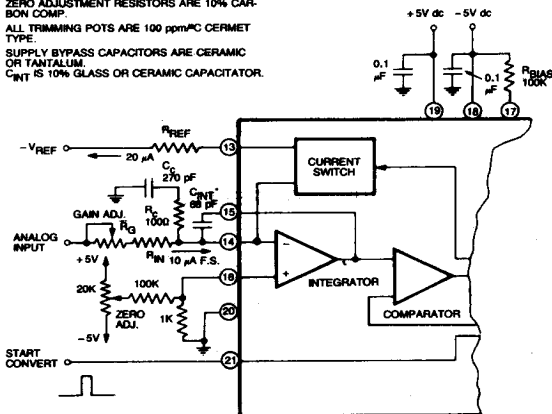 ZERO ADJUSTMENT RESISTORS ARE 10% CAR-
BON COMP.
ALL TRIMMING POTS ARE 100 ppm/°C CERMET
TYPE.
SUPPLY BYPASS CAPACITORS ARE CERAMIC
OR TANTALUM.
CINT IS 10% GLASS OR CERAMIC CAPACITATOR.
+5V dc
-5V dc
0.1
µF
0.1
µF
RBIAS
100K
19
18
17
-VREF
20 µA
RREF
13
CURRENT
SWITCH
CC
270 pF
CINT*
68 pF
RC
100Ω
15
GAIN ADJ.
RG
ANALOG
INPUT
RIN
10 µA F.S.
14
−
+
INTEGRATOR
COMPARATOR
+5V
20K
-5V
100K
ZERO
ADJ.
1K
16
20
START
CONVERT
21